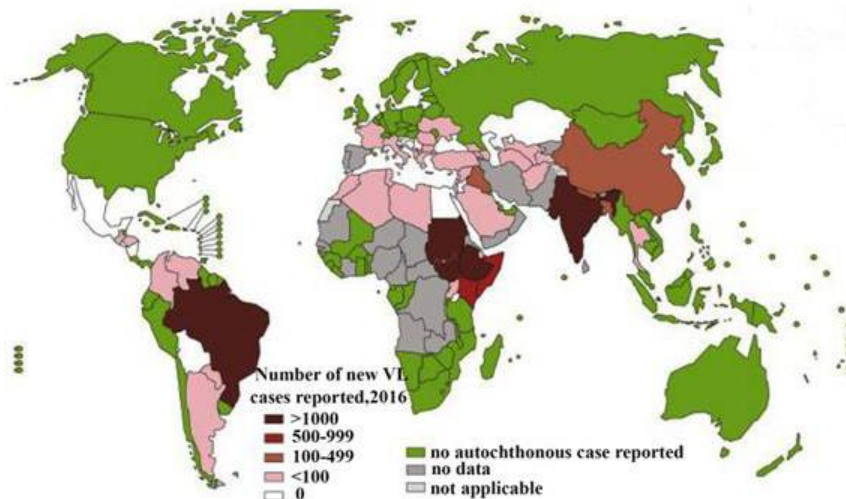 Number of new VL
cases reported,2016
>1000
500-999
100-499
<100
0
no autochthonous case reported
no data
not applicable